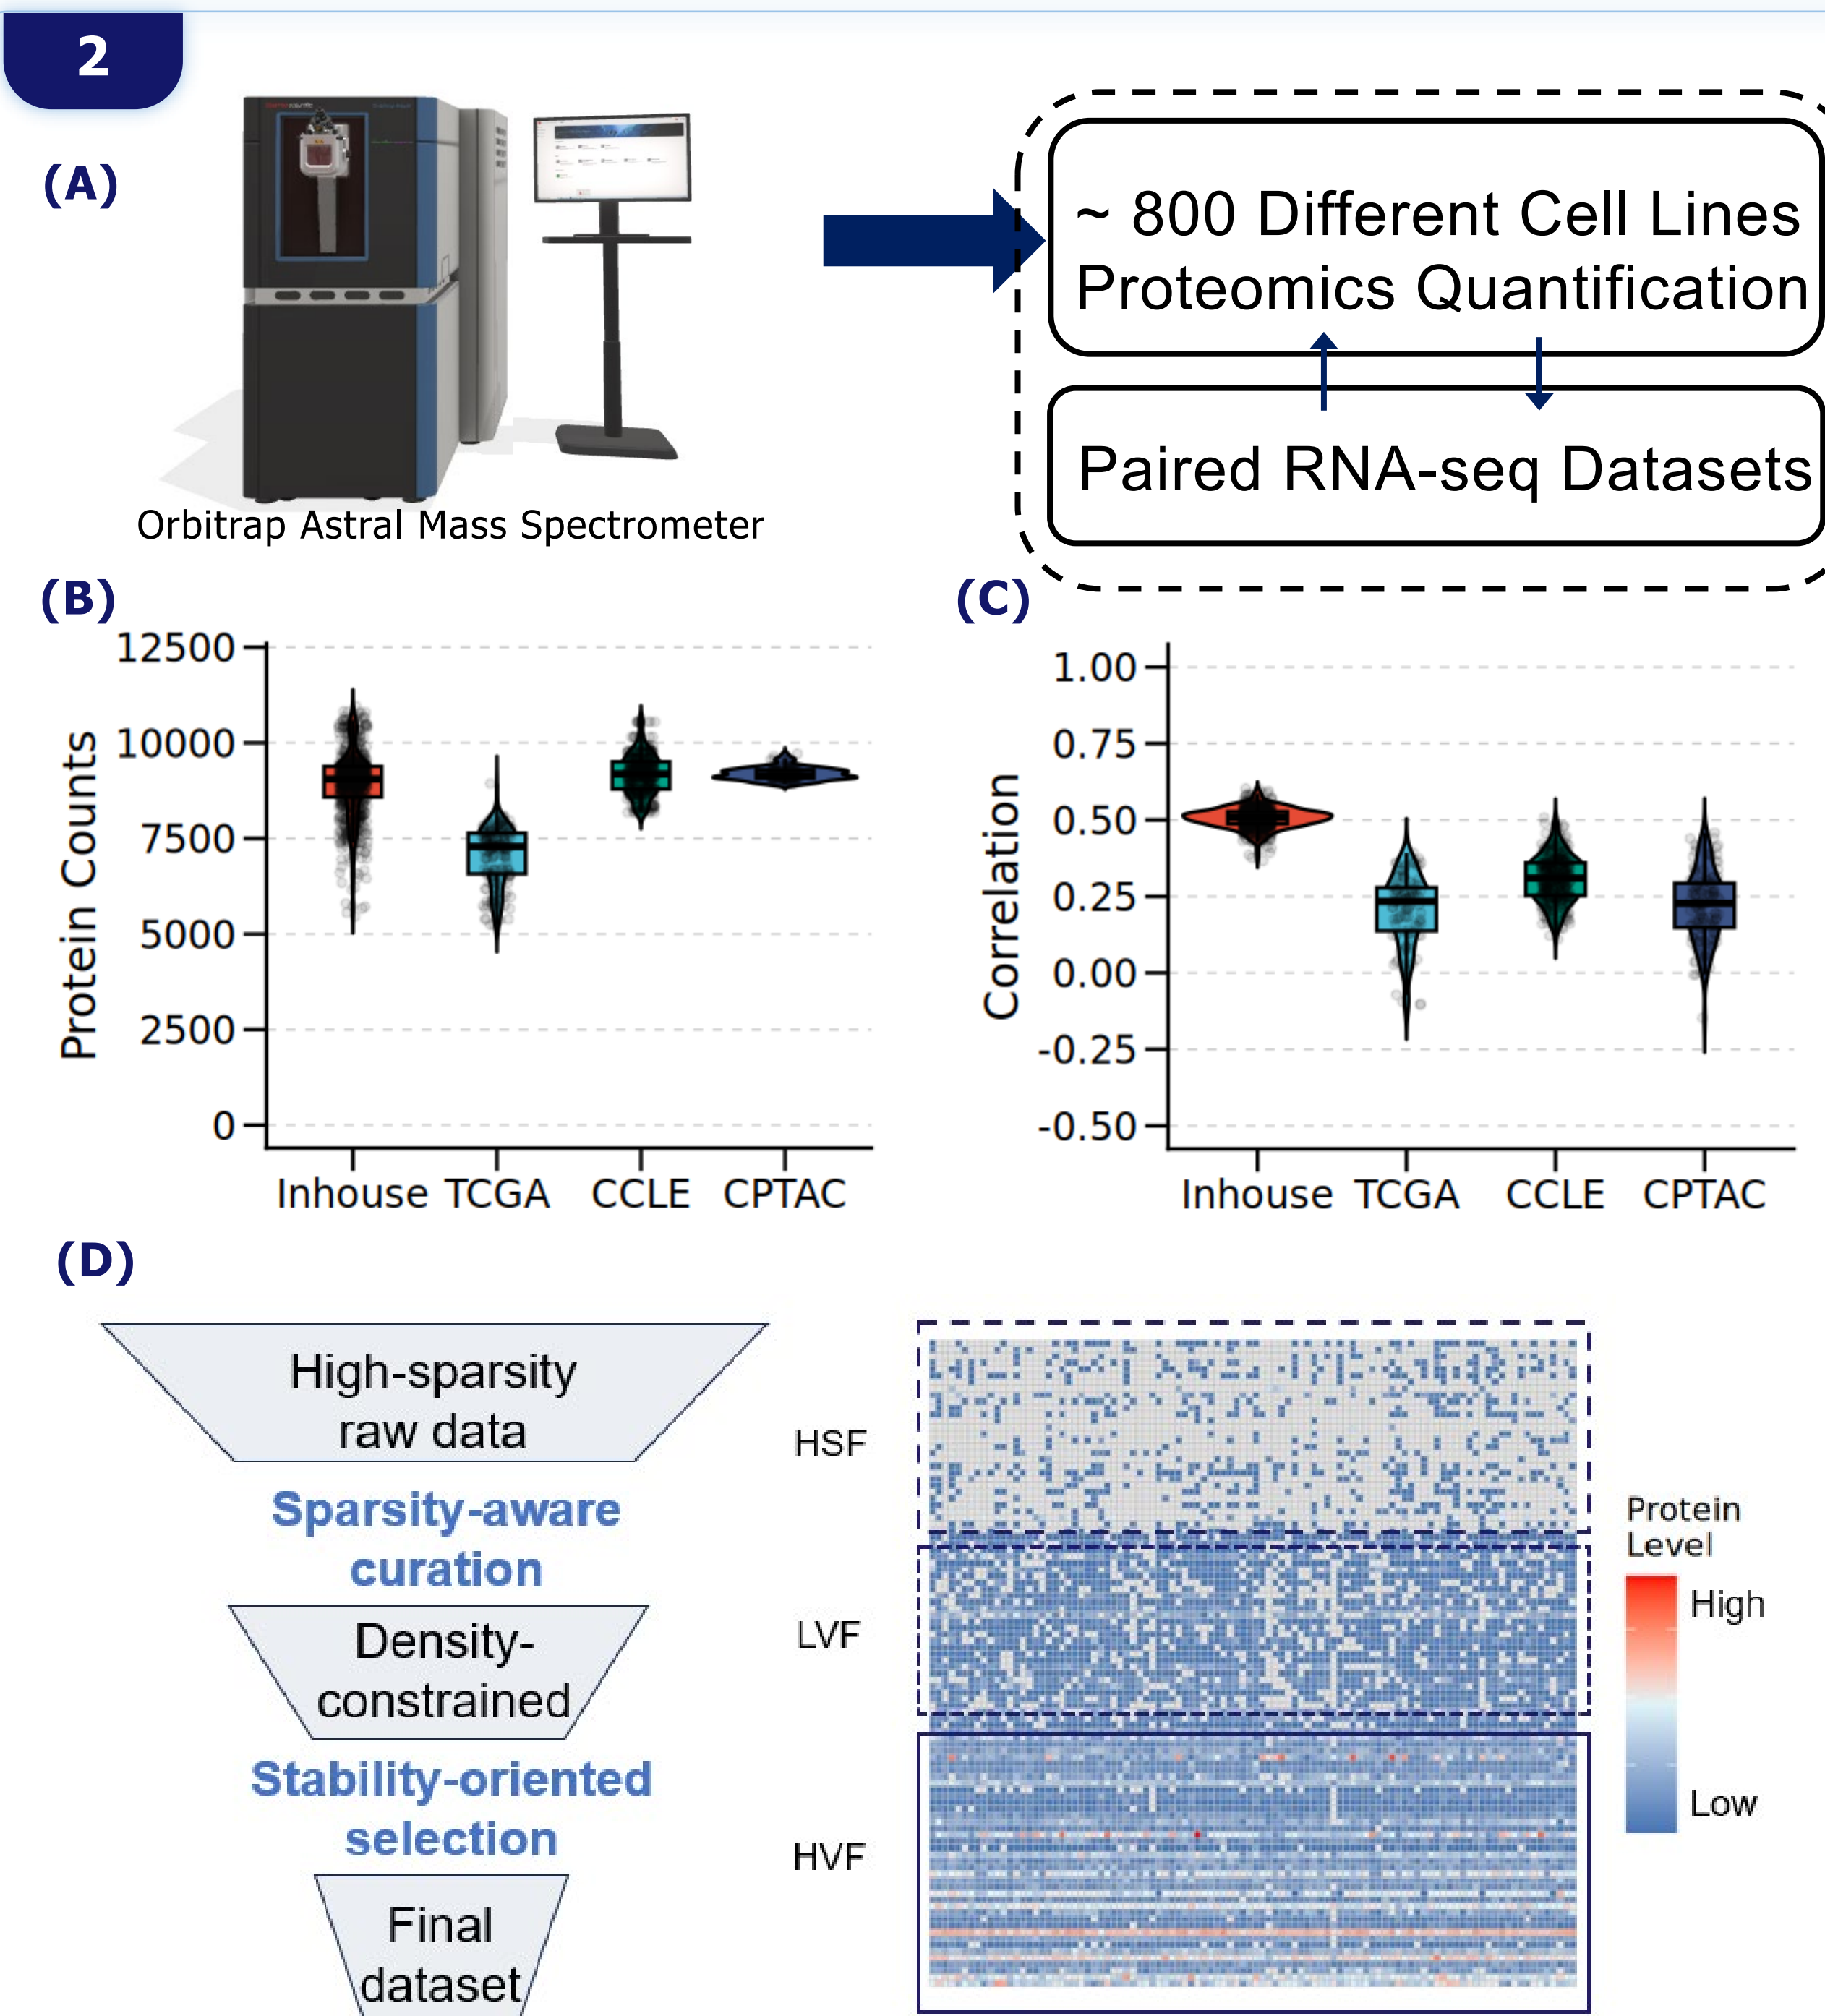 2
(A)
~ 800 Different Cell Lines
Proteomics Quantification
Paired RNA-seq Datasets
Orbitrap Astral Mass Spectrometer
(B)
Protein Counts
12500
10000
7500
5000
2500
0
Inhouse TCGA CCLE CPTAC
(C)
Correlation
1.00
0.75
0.50
0.25
0.00
-0.25
-0.50
Inhouse TCGA CCLE CPTAC
(D)
High-sparsity
raw data
Sparsity-aware
curation
Density-
constrained
Stability-oriented
selection
Final
dataset
HSF
LVF
HVF
Protein
Level
High
Low